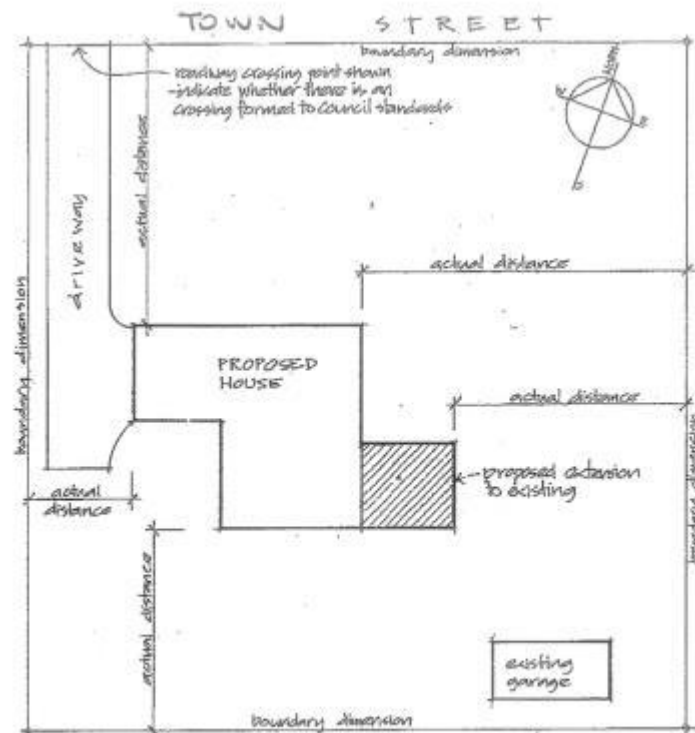 TOWN STREET
boundary dimension
roadway crossing point shown
-indicate whether there is an
crossing formed to Council standards
actual distance
driveway
boundary dimension
actual distance
PROPOSED
HOUSE
actual distance
boundary dimension
proposed extension
to existing
actual
distance
actual distance
existing
garage
boundary dimension